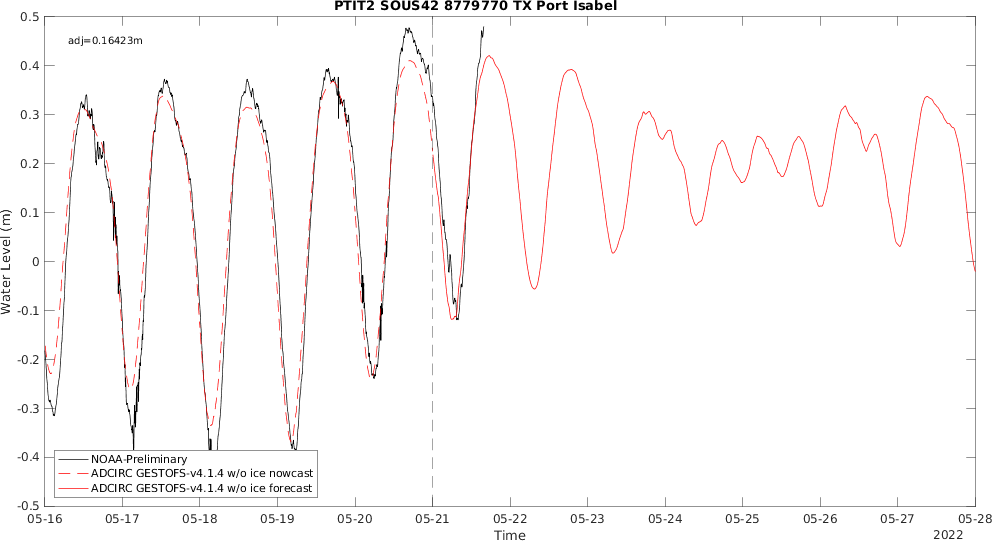 PTIT2 SOUS42 8779770 TX Port Isabel
adj=0.16423m
Water Level (m)
0.5
0.4
0.3
0.2
0.1
0
-0.1
-0.2
-0.3
-0.4
-0.5
NOAA-Preliminary
ADCIRC GESTOFS-v4.1.4 w/o ice nowcast
ADCIRC GESTOFS-v4.1.4 w/o ice forecast
05-16 05-17 05-18 05-19 05-20 05-21 05-22 05-23 05-24 05-25 05-26 05-27 05-28
Time
2022